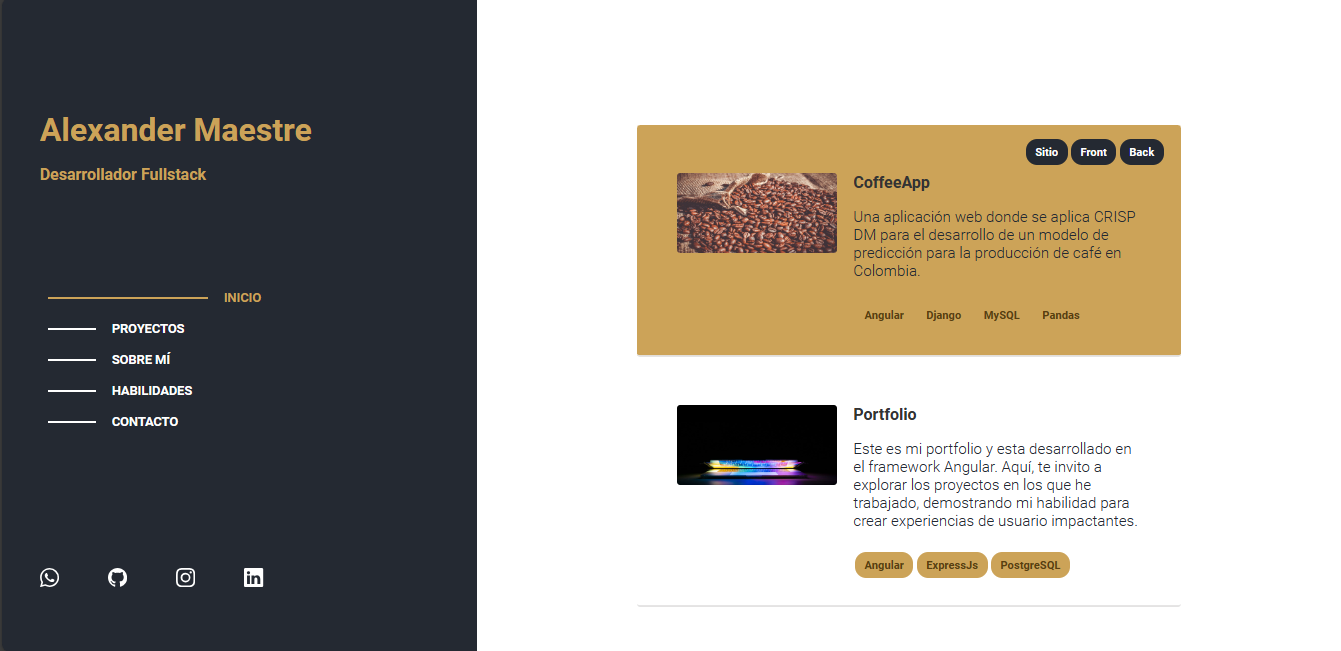 Alexander Maestre
Desarrollador Fullstack
INICIO
PROYECTOS
SOBRE MÍ
HABILIDADES
CONTACTO
Sitio Front Back
CoffeeApp
Una aplicación web donde se aplica CRISP
DM para el desarrollo de un modelo de
predicción para la producción de café en
Colombia.
Angular Django MySQL Pandas
Portfolio
Este es mi portfolio y esta desarrollado en
el framework Angular. Aquí, te invito a
explorar los proyectos en los que he
trabajado, demostrando mi habilidad para
crear experiencias de usuario impactantes.
Angular ExpressJs PostgreSQL